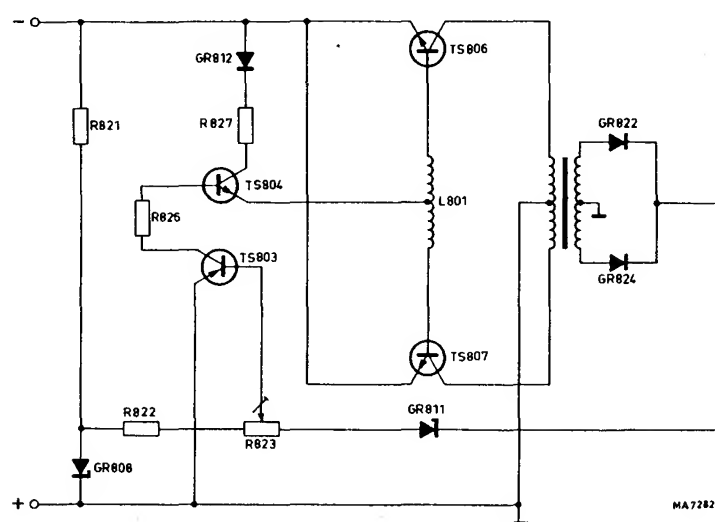 -
TS806
GR812
R821
R827
GR822
TS804
L801
R826
TS803
GR824
TS807
R822
R823
GR811
GR808
+
MA7282